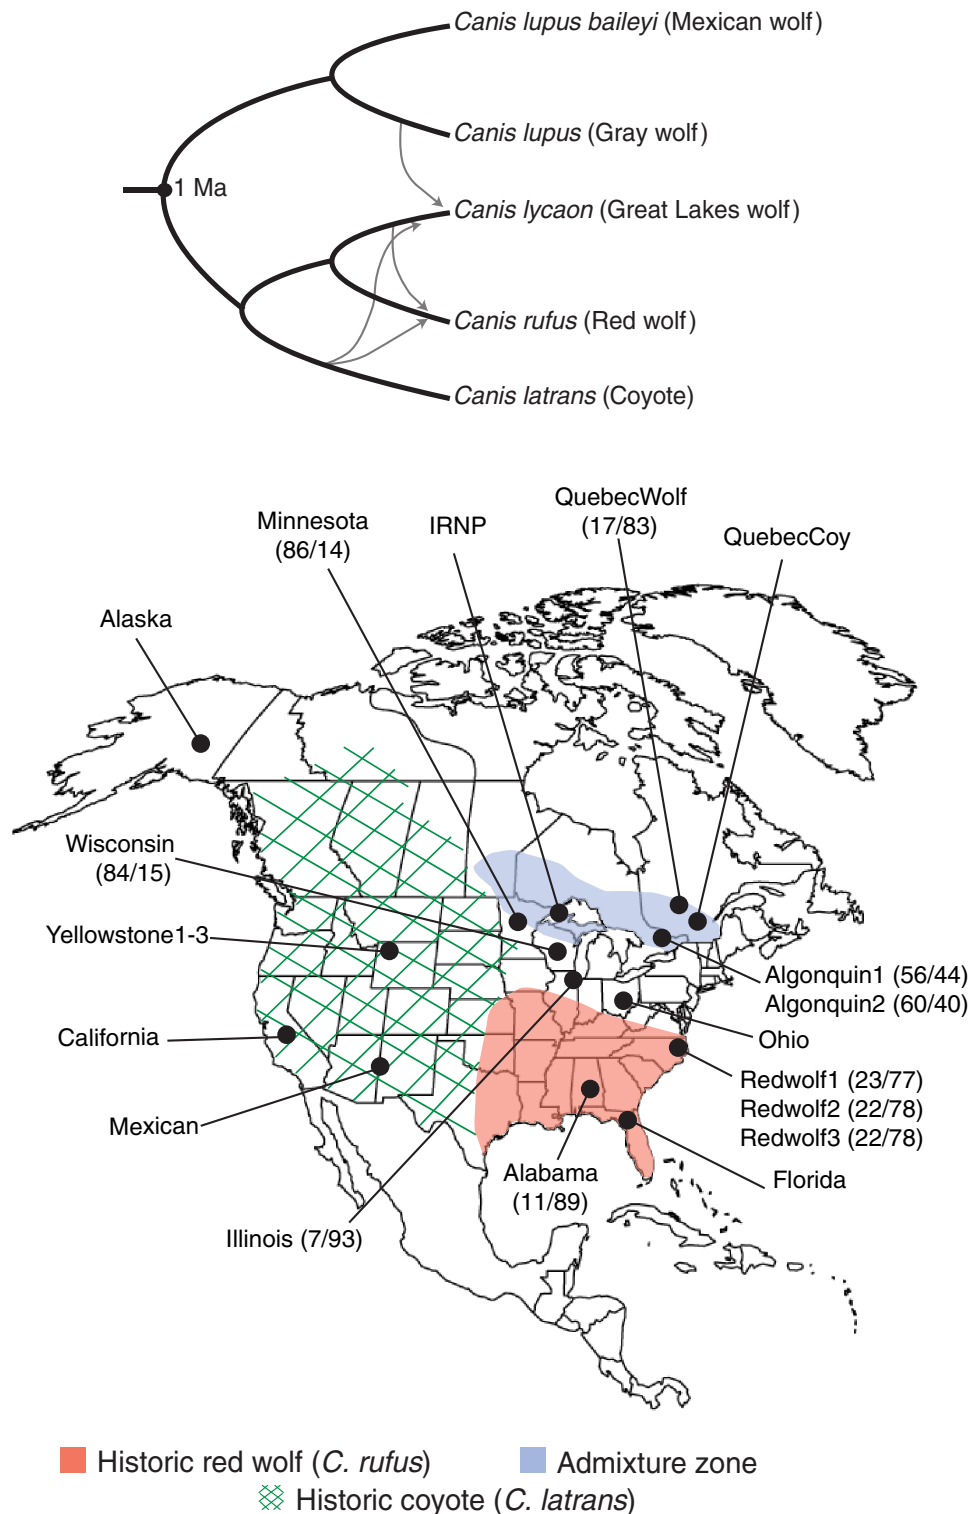 Canis lupus baileyi (Mexican wolf)
Canis lupus (Gray wolf)
1 Ma
Canis lycaon (Great Lakes wolf)
Canis rufus (Red wolf)
Canis latrans (Coyote)
QuebecWolf
(17/83)
Minnesota
(86/14)
IRNP
QuebecCoy
Alaska
Wisconsin
(84/15)
Yellowstone1-3
Algonquin1 (56/44)
Algonquin2 (60/40)
California
Ohio
Redwolf1 (23/77)
Redwolf2 (22/78)
Redwolf3 (22/78)
Mexican
Alabama
(11/89)
Florida
Illinois (7/93)
Historic red wolf (C. rufus)
Admixture zone
Historic coyote (C. latrans)